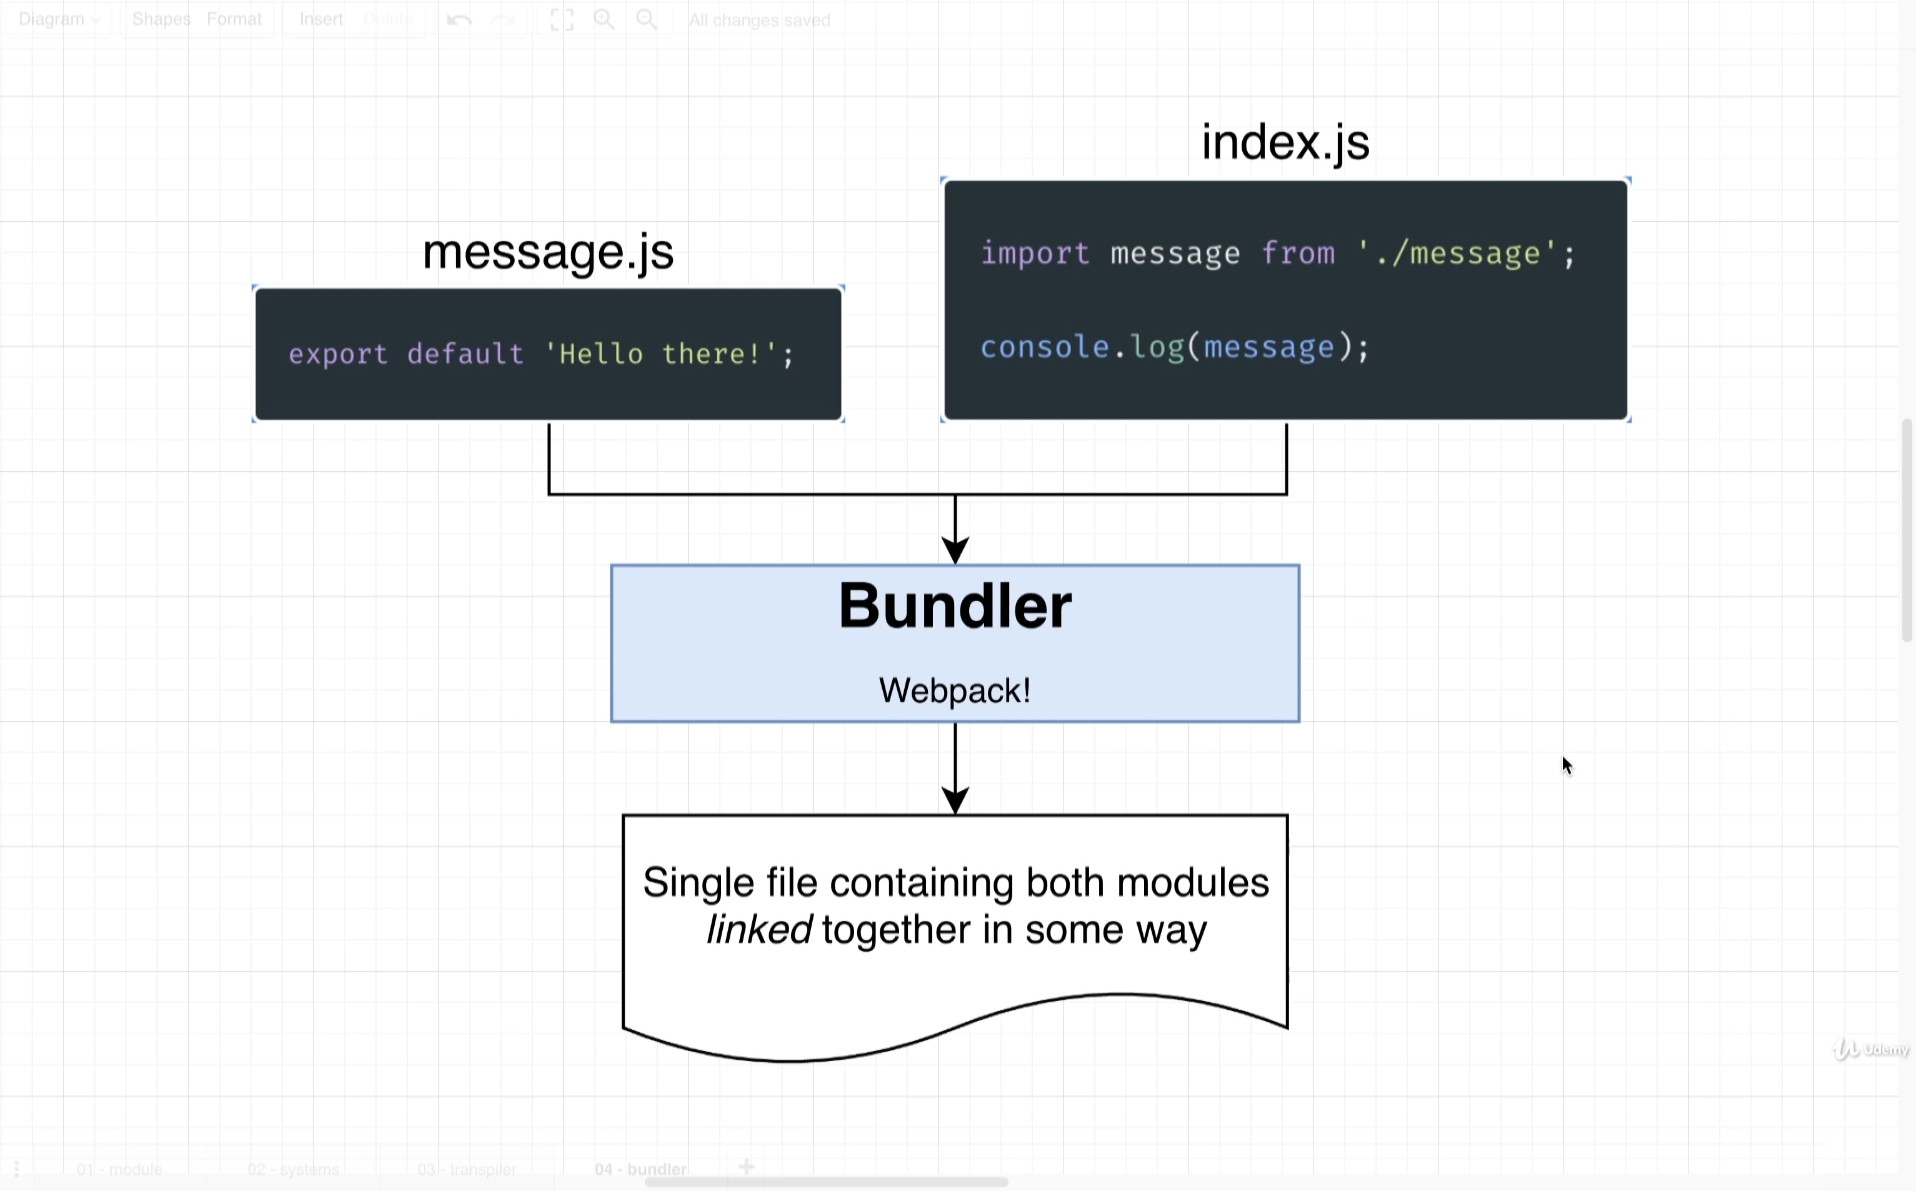 Diagram
Shapes
Format
Insert
Delete
All changes saved
index.js
import message from './message';
console.log(message);
message.js
export default 'Hello there!';
Bundler
Webpack!
Single file containing both modules
linked together in some way
Udemy
01 - module
02 - systems
03 - transpiler
04 - bundler